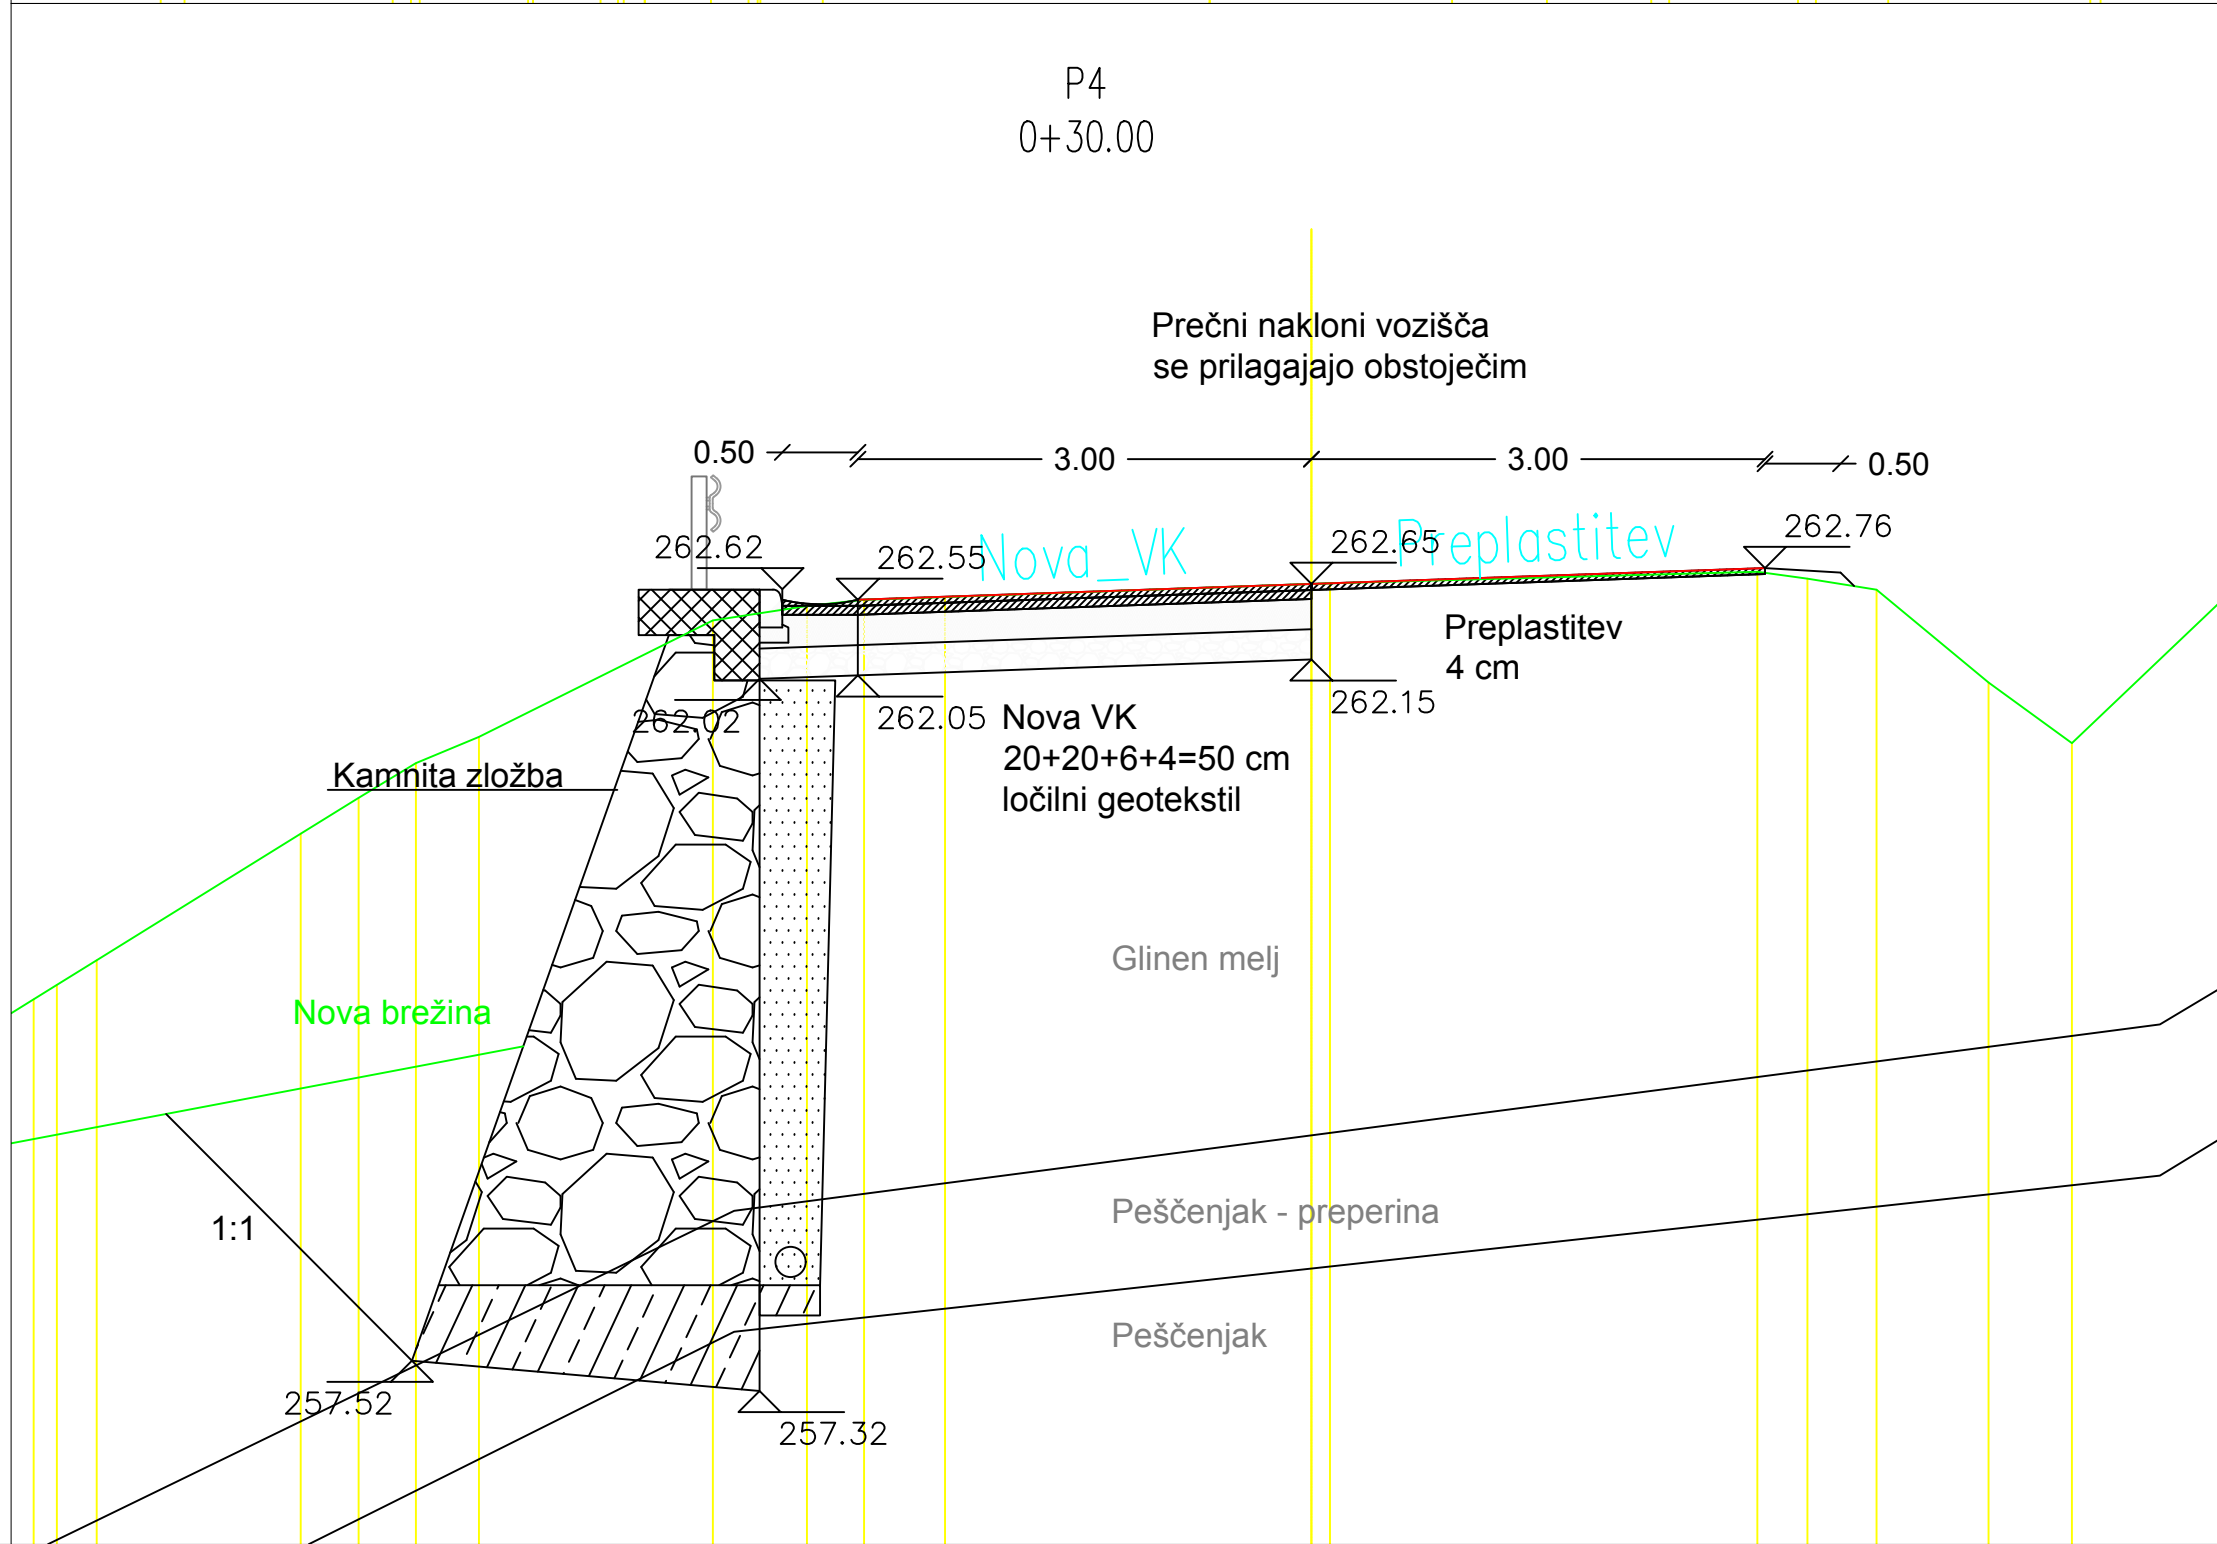 P4
0+30.00
Prečni nakloni vozišča
se prilagajajo obstoječim
0.50
3.00
3.00
0.50
262.62
262.55
Nova_VK
262.65
Preplastitev
262.76
Preplastitev
4 cm
262.02
262.05
262.15
Nova VK
20+20+6+4=50 cm
ločilni geotekstil
Kamnita zložba
Glinen melj
Nova brežina
1:1
Peščenjak - preperina
Peščenjak
257.52
257.32